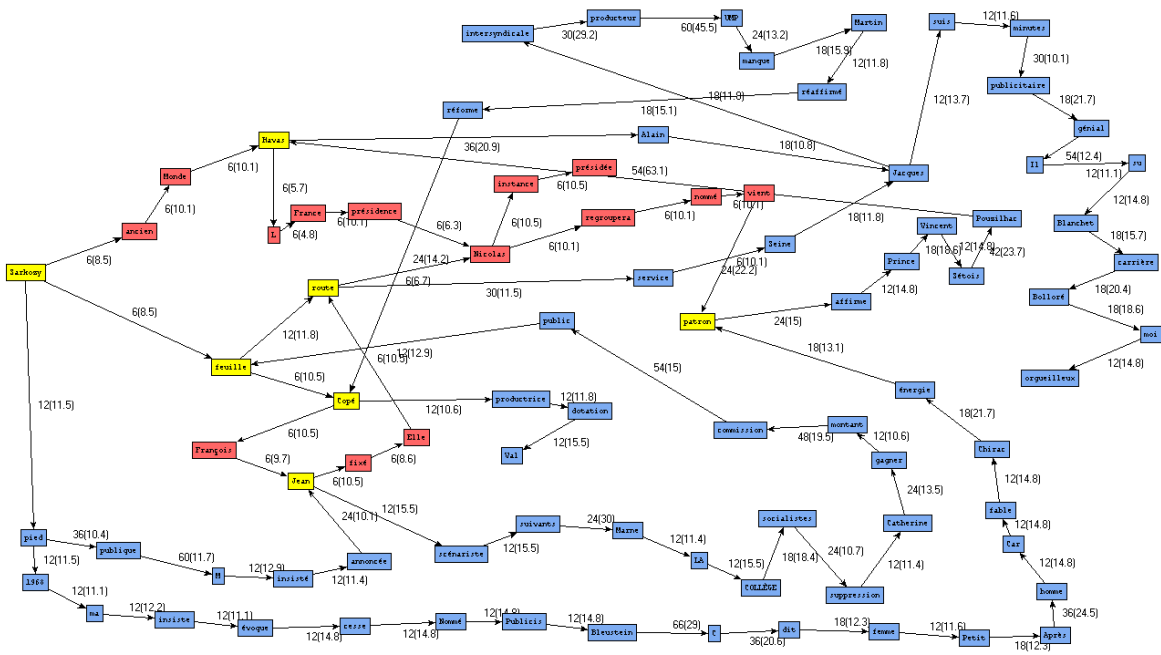 producteur
UMP
Martin
suis
12(11.6)
minutes
intersyndicale
30(29.2)
60(45.5)
24(13.2)
18(15.9)
manque
12(11.8)
30(10.1)
publicitaire
réaffirmé
18(21.7)
réforme
18(15.1)
12(13.7)
génial
Havas
Alain
36(20.9)
18(10.8)
Il
54(12.4)
su
Monde
6(10.1)
présidée
54(63.1)
Jacques
12(11.1)
instance
6(10.5)
12(14.8)
6(10.1)
6(5.7)
France
présidence
nommé
vient
L
6(4.8)
6(10.1)
regroupera
6(10.1)
6(10.1)
18(11.8)
Pouzilhac
Blanchet
ancien
6(6.3)
6(10.5)
Vincent
18(15.7)
Nicolas
6(10.1)
Seine
18(18.6)
12(14.8)
42(23.7)
Sarkozy
6(8.5)
24(14.2)
6(10.1)
24(22.2)
Prince
Sétois
carrière
route
6(6.7)
30(11.5)
service
12(14.8)
18(20.4)
6(8.5)
affirme
Bolloré
18(18.6)
12(11.8)
public
patron
24(15)
moi
feuille
12(12.9)
6(10.5)
18(13.1)
12(14.8)
6(10.5)
54(15)
orgueilleux
Copé
productrice
12(11.8)
énergie
12(11.5)
12(10.6)
dotation
18(21.7)
6(10.5)
Elle
12(15.5)
commission
48(19.5)
montant
François
6(9.7)
fixé
6(8.6)
Val
12(10.6)
Chirac
Jean
6(10.5)
gagner
12(14.8)
24(13.5)
12(15.5)
24(10.1)
suivants
24(30)
Marne
socialistes
Catherine
fable
12(14.8)
pied
36(10.4)
publique
12(15.5)
12(11.4)
18(18.4)
24(10.7)
Car
12(11.5)
60(11.7)
annoncée
scénariste
LA
12(15.5)
12(11.4)
12(14.8)
1968
M
12(12.9)
insisté
12(11.4)
COLLÈGE
suppression
homme
12(11.1)
ma
12(12.2)
insiste
12(11.1)
évoque
12(14.8)
cesse
12(14.8)
Nommé
12(14.8)
Publicis
12(14.8)
Bleustein
66(29)
36(20.6)
dit
18(12.3)
femme
12(11.6)
Petit
18(12.3)
Après
36(24.5)